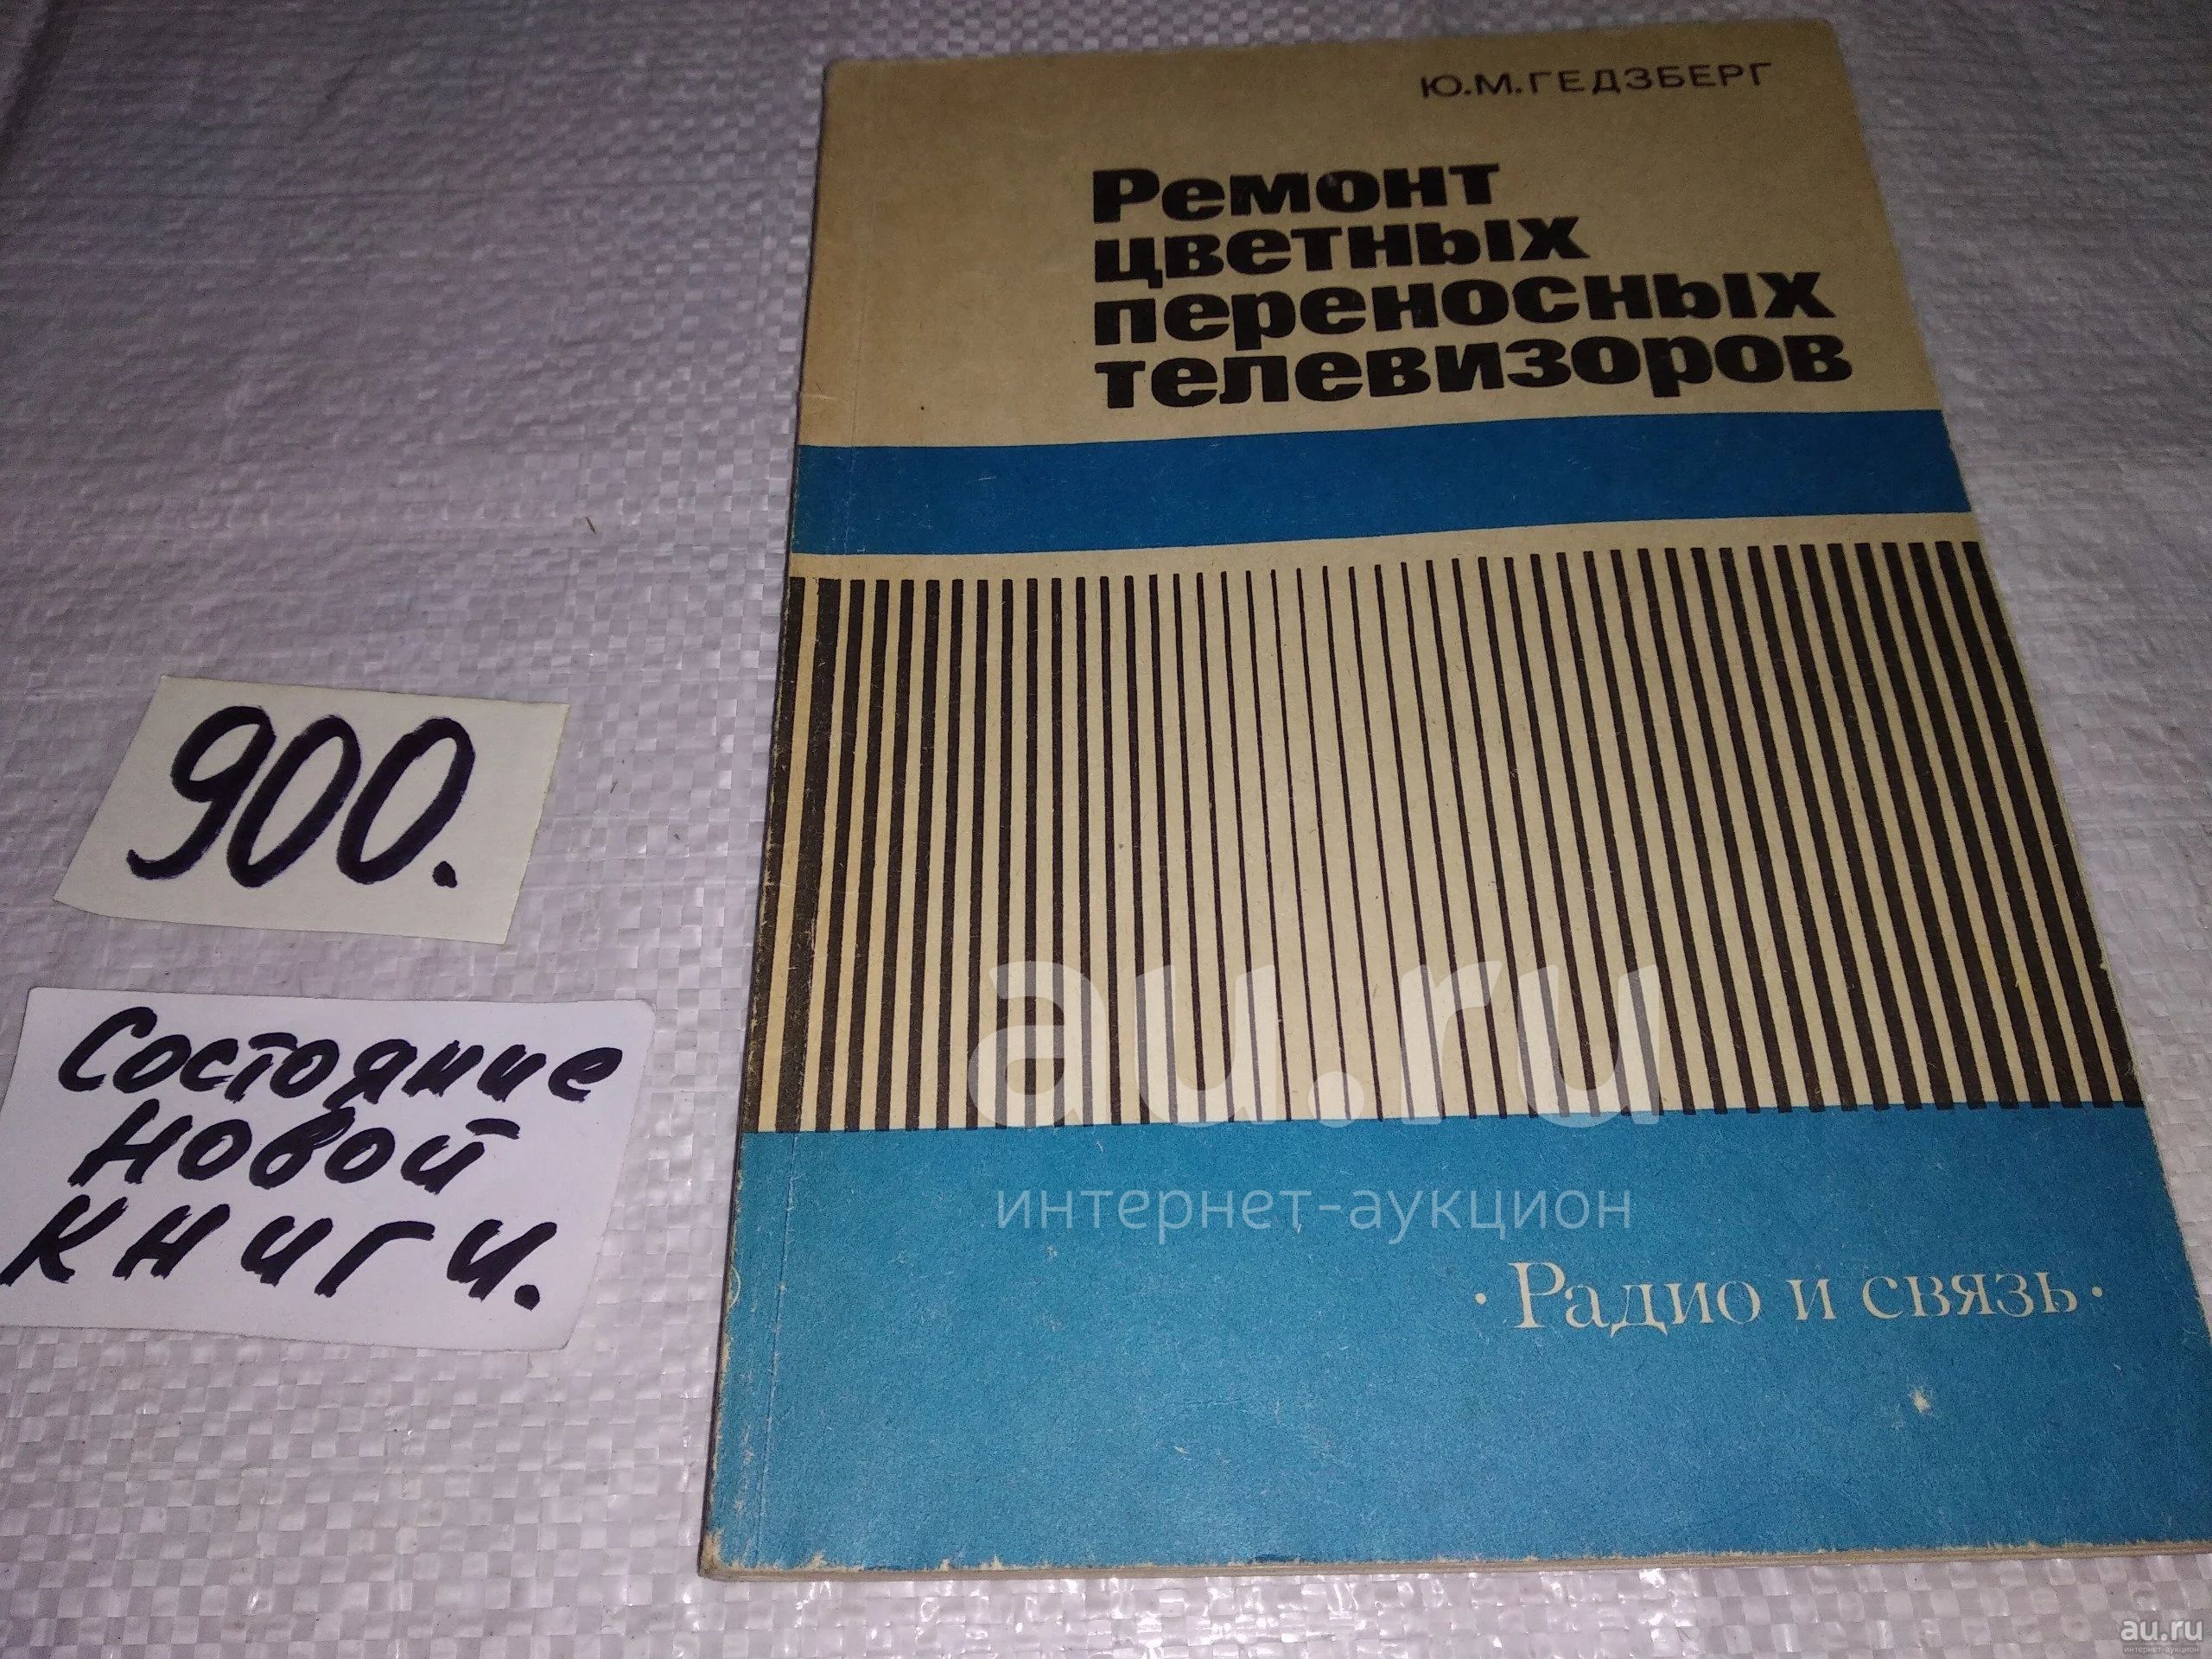 Ю.М.ГЕДЗБЕРГ
Ремонт
цветных
переносных
телевизоров
900.
Состояние
новой
книги.
au.ru
интернет-аукцион
·Радио и связь·
au.ru
интернет-аукцион